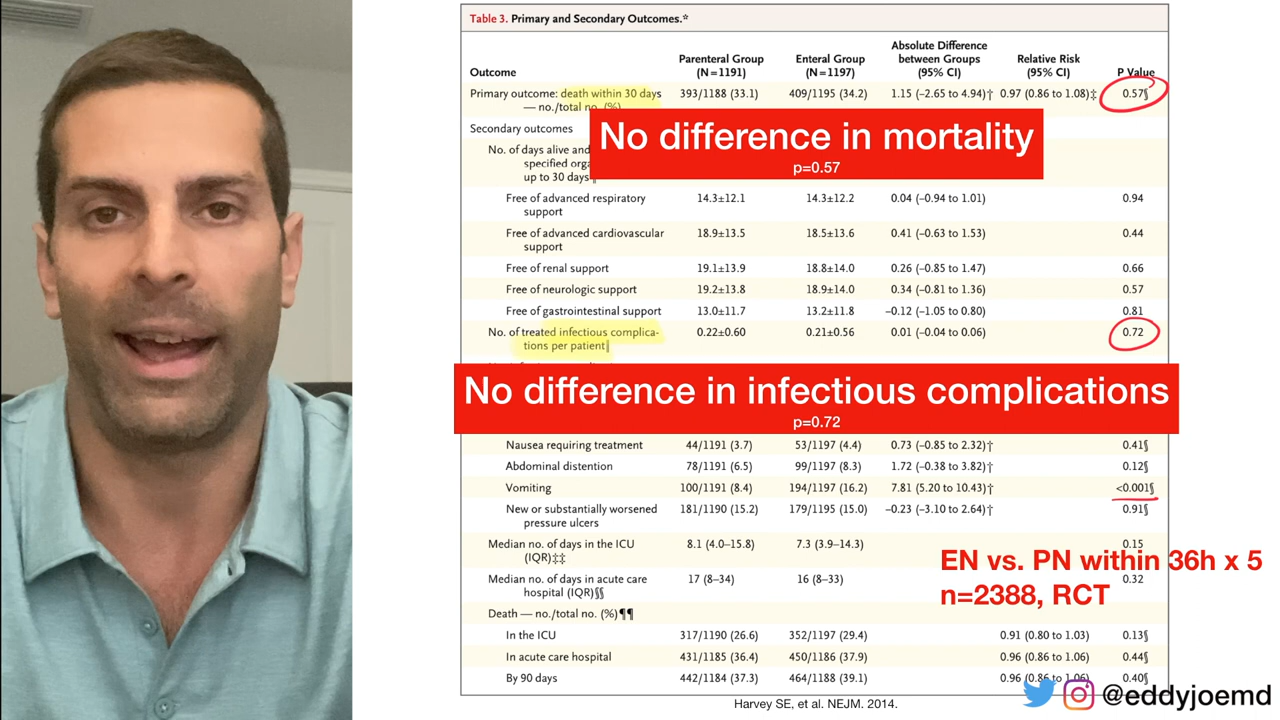 Table 3. Primary and Secondary Outcomes.*
Outcome Parenteral Group (N=1191) Enteral Group (N=1197) Absolute Difference between Groups (95% CI) Relative Risk (95% CI) P Value
Primary outcome: death within 30 days — no./total no. (%) 393/1188 (33.1) 409/1195 (34.2) 1.15 (−2.65 to 4.94)† 0.97 (0.86 to 1.08)‡ 0.57§
No difference in mortality
p=0.57
Secondary outcomes
No. of days alive and
specified
up to 30 days
Free of advanced respiratory support 14.3±12.1 14.3±12.2 0.04 (−0.94 to 1.01) 0.94
Free of advanced cardiovascular support 18.9±13.5 18.5±13.6 0.41 (−0.63 to 1.53) 0.44
Free of renal support 19.1±13.9 18.8±14.0 0.26 (−0.85 to 1.47) 0.66
Free of neurologic support 19.2±13.8 18.9±14.0 0.34 (−0.81 to 1.36) 0.57
Free of gastrointestinal support 13.0±11.7 13.2±11.8 −0.12 (−1.05 to 0.80) 0.81
No. of treated infectious complica-
tions per patient‖ 0.22±0.60 0.21±0.56 0.01 (−0.04 to 0.06) 0.72
No difference in infectious complications
p=0.72
Nausea requiring treatment 44/1191 (3.7) 53/1197 (4.4) 0.73 (−0.85 to 2.32)† 0.41§
Abdominal distention 78/1191 (6.5) 99/1197 (8.3) 1.72 (−0.38 to 3.82)† 0.12§
Vomiting 100/1191 (8.4) 194/1197 (16.2) 7.81 (5.20 to 10.43)† <0.001§
New or substantially worsened pressure ulcers 181/1190 (15.2) 179/1195 (15.0) −0.23 (−3.10 to 2.64)† 0.91§
Median no. of days in the ICU (IQR)‡‡ 8.1 (4.0–15.8) 7.3 (3.9–14.3) 0.15
EN vs. PN within 36h x 5
n=2388, RCT
Median no. of days in acute care hospital (IQR)§§ 17 (8–34) 16 (8–33) 0.32
Death — no./total no. (%)¶¶
In the ICU 317/1190 (26.6) 352/1197 (29.4) 0.91 (0.80 to 1.03) 0.13§
In acute care hospital 431/1185 (36.4) 450/1186 (37.9) 0.96 (0.86 to 1.06) 0.44§
By 90 days 442/1184 (37.3) 464/1188 (39.1) 0.96 (0.86 to 1.06) 0.40§
@eddyjoemd
Harvey SE, et al. NEJM. 2014.